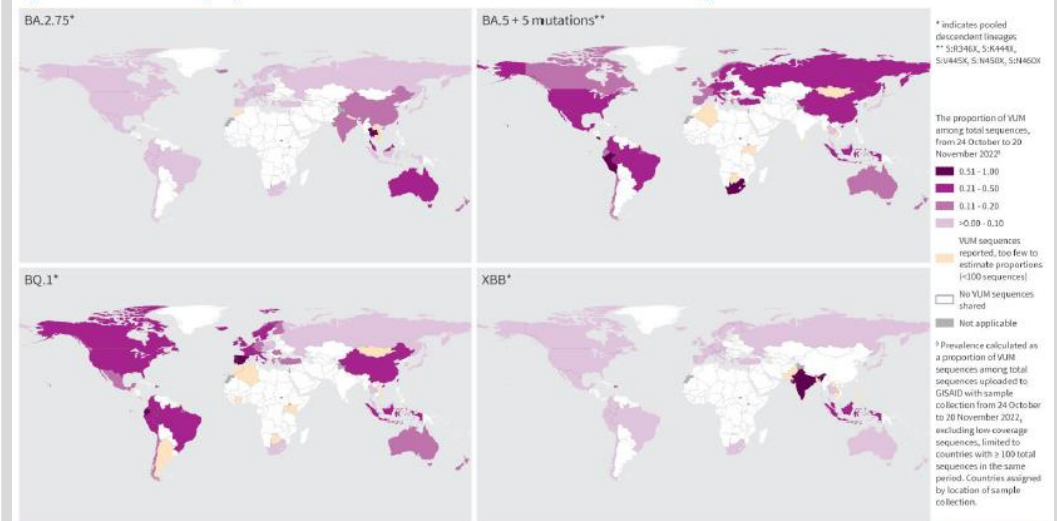 BA.2.75*
BA.5 + 5 mutations**
BQ.1*
XBB*
* indicates pooled
descendent lineages
** S:R346X, S:K444X,
S:V445X, S:N450X, S:N460X
The proportion of VUM
among total sequences,
from 24 October to 20
November 2022§
0.51 - 1.00
0.21 - 0.50
0.11 - 0.20
>0.00 - 0.10
VUM sequences
reported, too few to
estimate proportions
(<100 sequences)
No VUM sequences
shared
Not applicable
§ Prevalence calculated as
a proportion of VUM
sequences among total
sequences uploaded to
GISAID with sample
collection from 24 October
to 20 November 2022,
excluding low coverage
sequences, limited to
countries with ≥ 100 total
sequences in the same
period. Countries assigned
by location of sample
collection.